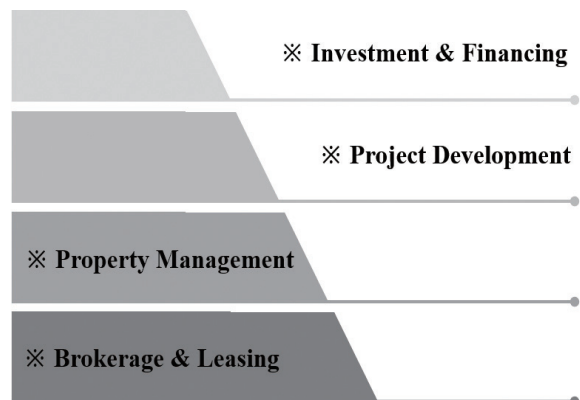 ※ Investment & Financing
※ Project Development
※ Property Management
※ Brokerage & Leasing